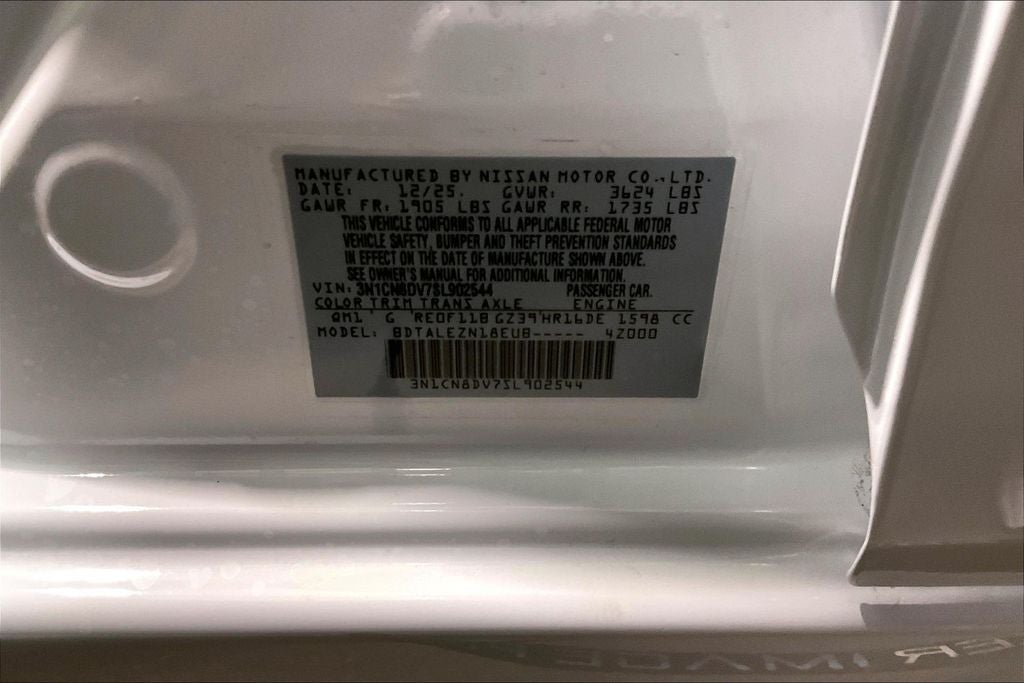 MANUFACTURED BY NISSAN MOTOR CO.,LTD.
DATE: 12/25. GVWR: 3624 LBS
GAWR FR: 1905 LBS GAWR RR: 1735 LBS
THIS VEHICLE CONFORMS TO ALL APPLICABLE FEDERAL MOTOR
VEHICLE SAFETY, BUMPER AND THEFT PREVENTION STANDARDS
IN EFFECT ON THE DATE OF MANUFACTURE SHOWN ABOVE.
SEE OWNER'S MANUAL FOR ADDITIONAL INFORMATION.
VIN: 3N1CN8DV7SL902544 PASSENGER CAR.
COLOR TRIM TRANS AXLE ENGINE
QM1 G RE0F11B GZ39 HR16DE 1598 CC
MODEL: BDTALEZN18EUB----- 4Z000
3N1CN8DV7SL902544